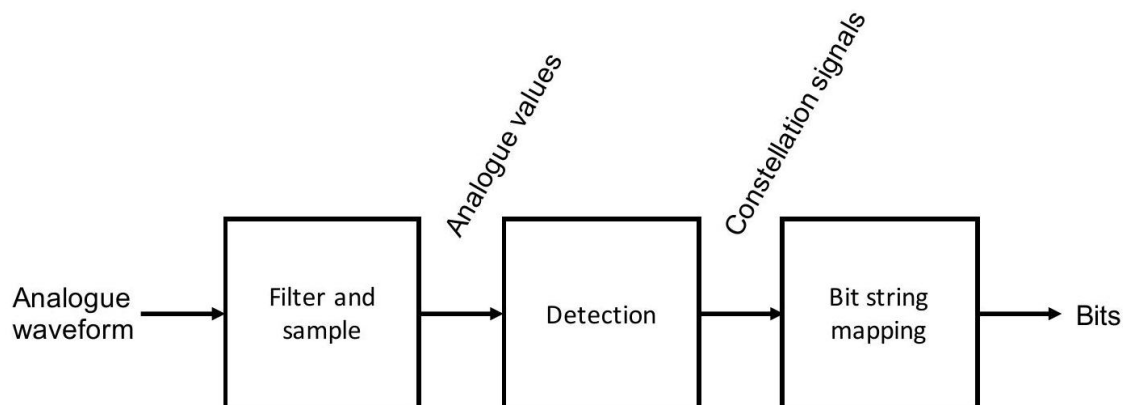 Analogue
waveform
Filter and
sample
Analogue values
Detection
Constellation signals
Bit string
mapping
Bits